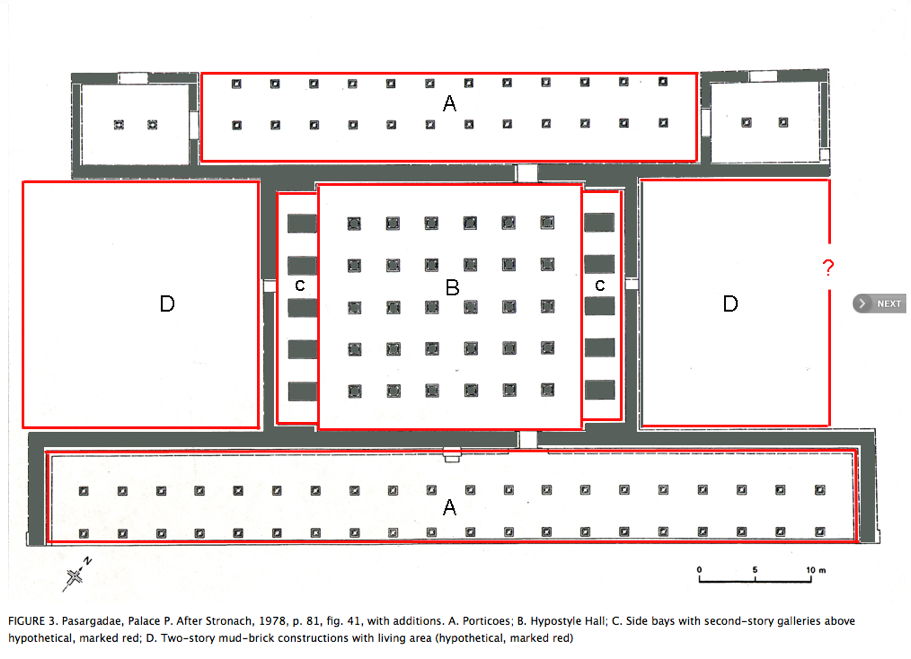 A
?
D
c
B
c
D
NEXT
A
N
0 5 10 m
FIGURE 3. Pasargadae, Palace P. After Stronach, 1978, p. 81, fig. 41, with additions. A. Porticoes; B. Hypostyle Hall; C. Side bays with second-story galleries above
hypothetical, marked red; D. Two-story mud-brick constructions with living area (hypothetical, marked red)